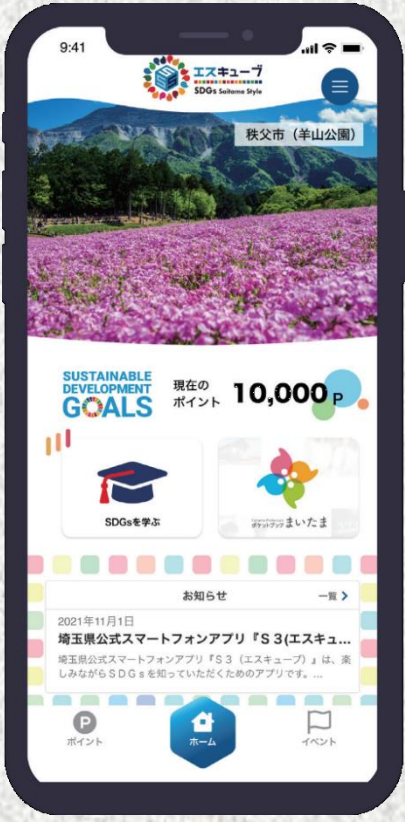 9:41
エスキューブ
SDGs Saitama Style
秩父市（羊山公園）
SUSTAINABLE
DEVELOPMENT
GOALS
現在の
ポイント
10,000P
SDGsを学ぶ
ポケットブックまいたま
お知らせ
一覧
2021年11月1日
埼玉県公式スマートフォンアプリ『S3(エスキュ...
埼玉県公式スマートフォンアプリ『S3（エスキューブ）』は、楽
しみながらSDGsを知っていただくためのアプリです。...
P
ポイント
ホーム
イベント